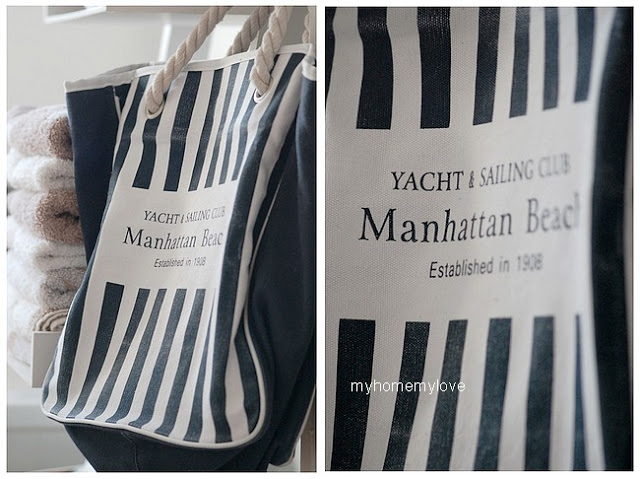 YACHT & SAILING CLUB
Manhattan Beac
Established in 1908
YACHT & SAILING CLUB
Manhattan Beach
Established in 1908
myhomemylove